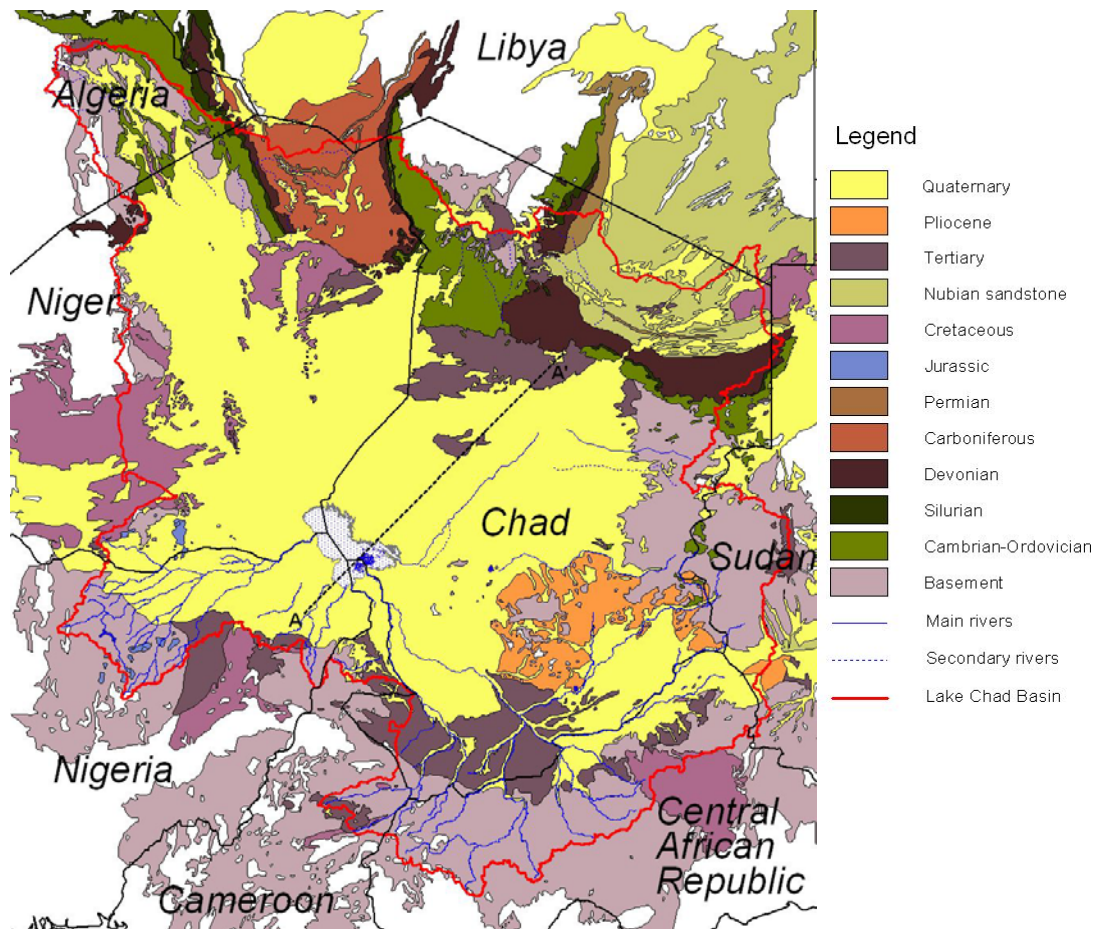 Libya
Algeria
Niger
A'
Chad
Sudan
A
Nigeria
Central
African
Republic
Cameroon
Legend
Quaternary
Pliocene
Tertiary
Nubian sandstone
Cretaceous
Jurassic
Permian
Carboniferous
Devonian
Silurian
Cambrian-Ordovician
Basement
Main rivers
Secondary rivers
Lake Chad Basin